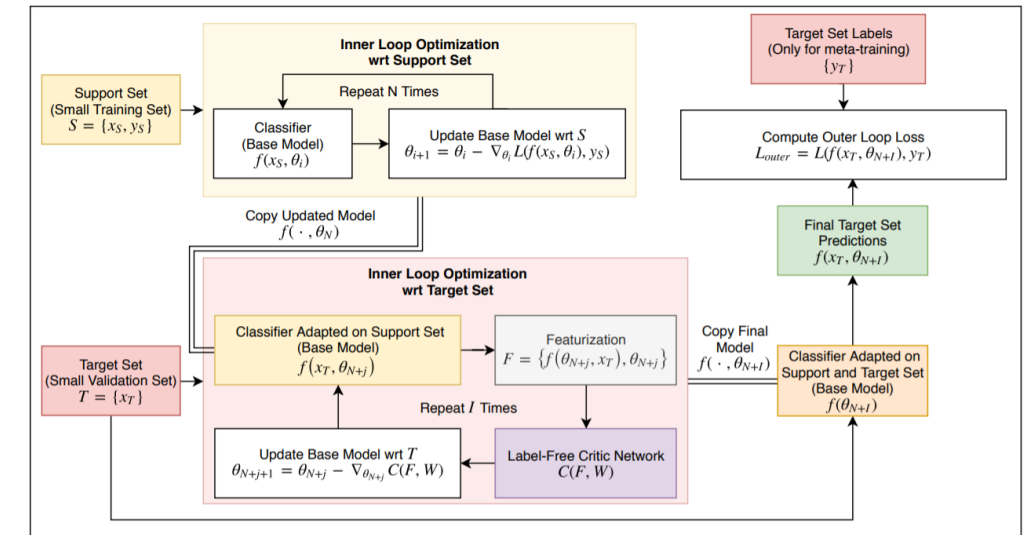 Inner Loop Optimization
wrt Support Set
Repeat N Times
Support Set
(Small Training Set)
S = {x_S, y_S}
Classifier
(Base Model)
f(x_S, θ_i)
Update Base Model wrt S
θ_{i+1} = θ_i − ∇_{θ_i} L(f(x_S, θ_i), y_S)
Target Set Labels
(Only for meta-training)
{y_T}
Compute Outer Loop Loss
L_{outer} = L(f(x_T, θ_{N+I}), y_T)
Copy Updated Model
f( · , θ_N)
Final Target Set
Predictions
f(x_T, θ_{N+I})
Inner Loop Optimization
wrt Target Set
Target Set
(Small Validation Set)
T = {x_T}
Classifier Adapted on Support Set
(Base Model)
f(x_T, θ_{N+j})
Featurization
F = {f(θ_{N+j}, x_T), θ_{N+j}}
Repeat I Times
Update Base Model wrt T
θ_{N+j+1} = θ_{N+j} − ∇_{θ_{N+j}} C(F, W)
Label-Free Critic Network
C(F, W)
Copy Final
Model
f( · , θ_{N+I})
Classifier Adapted on
Support and Target Set
(Base Model)
f(θ_{N+I})